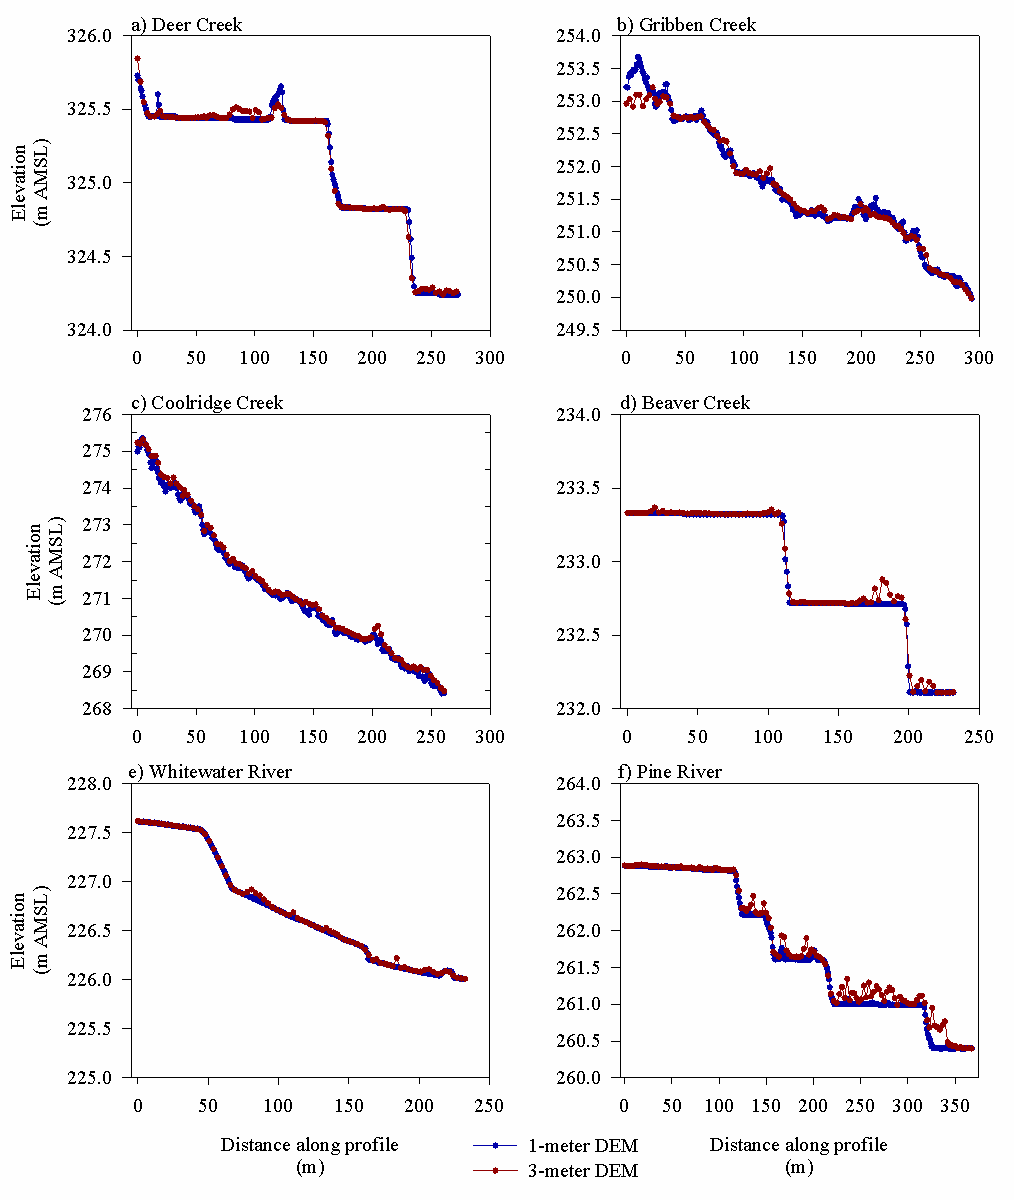 a) Deer Creek
b) Gribben Creek
326.0
325.5
325.0
324.5
324.0
Elevation
(m AMSL)
0 50 100 150 200 250 300
254.0
253.5
253.0
252.5
252.0
251.5
251.0
250.5
250.0
249.5
0 50 100 150 200 250 300
c) Coolridge Creek
d) Beaver Creek
276
275
274
273
272
271
270
269
268
Elevation
(m AMSL)
0 50 100 150 200 250 300
234.0
233.5
233.0
232.5
232.0
0 50 100 150 200 250
e) Whitewater River
f) Pine River
228.0
227.5
227.0
226.5
226.0
225.5
225.0
Elevation
(m AMSL)
0 50 100 150 200 250
264.0
263.5
263.0
262.5
262.0
261.5
261.0
260.5
260.0
0 50 100 150 200 250 300 350
Distance along profile
(m)
1-meter DEM
3-meter DEM
Distance along profile
(m)